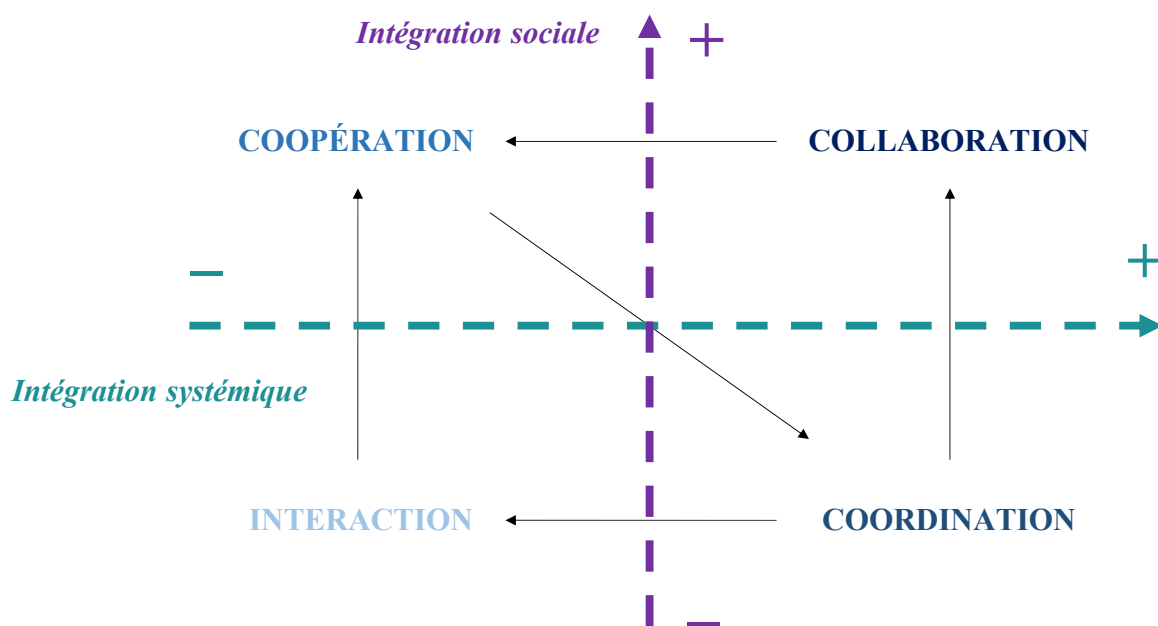 Intégration sociale
+
COOPÉRATION
COLLABORATION
−
+
Intégration systémique
INTERACTION
COORDINATION
−